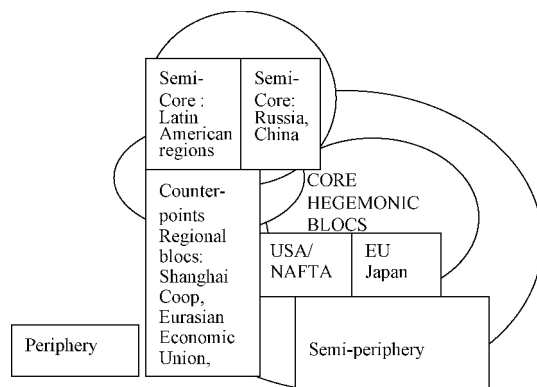 Semi-
Core :
Latin
American
regions
Semi-
Core:
Russia,
China
Counter-
points
Regional
blocs:
Shanghai
Coop,
Eurasian
Economic
Union,
CORE
HEGEMONIC
BLOCS
USA/
NAFTA
EU
Japan
Periphery
Semi-periphery